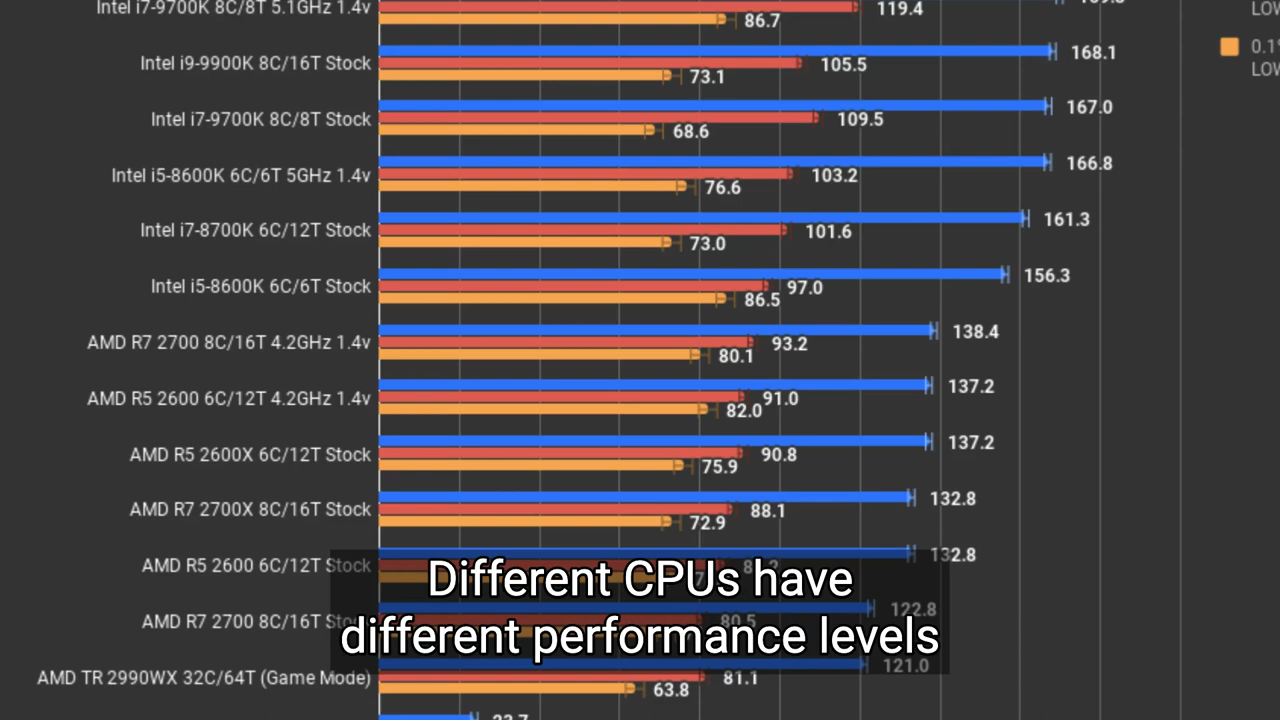 Intel i7-9700K 8C/8T 5.1GHz 1.4v
119.4
86.7
LOW
0.1%
LOW
Intel i9-9900K 8C/16T Stock
168.1
105.5
73.1
Intel i7-9700K 8C/8T Stock
167.0
109.5
68.6
Intel i5-8600K 6C/6T 5GHz 1.4v
166.8
103.2
76.6
Intel i7-8700K 6C/12T Stock
161.3
101.6
73.0
Intel i5-8600K 6C/6T Stock
156.3
97.0
86.5
AMD R7 2700 8C/16T 4.2GHz 1.4v
138.4
93.2
80.1
AMD R5 2600 6C/12T 4.2GHz 1.4v
137.2
91.0
82.0
AMD R5 2600X 6C/12T Stock
137.2
90.8
75.9
AMD R7 2700X 8C/16T Stock
132.8
88.1
72.9
AMD R5 2600 6C/12T Stock
132.8
AMD R7 2700 8C/16T Stock
122.8
80.5
Different CPUs have
different performance levels
AMD TR 2990WX 32C/64T (Game Mode)
121.0
81.1
63.8